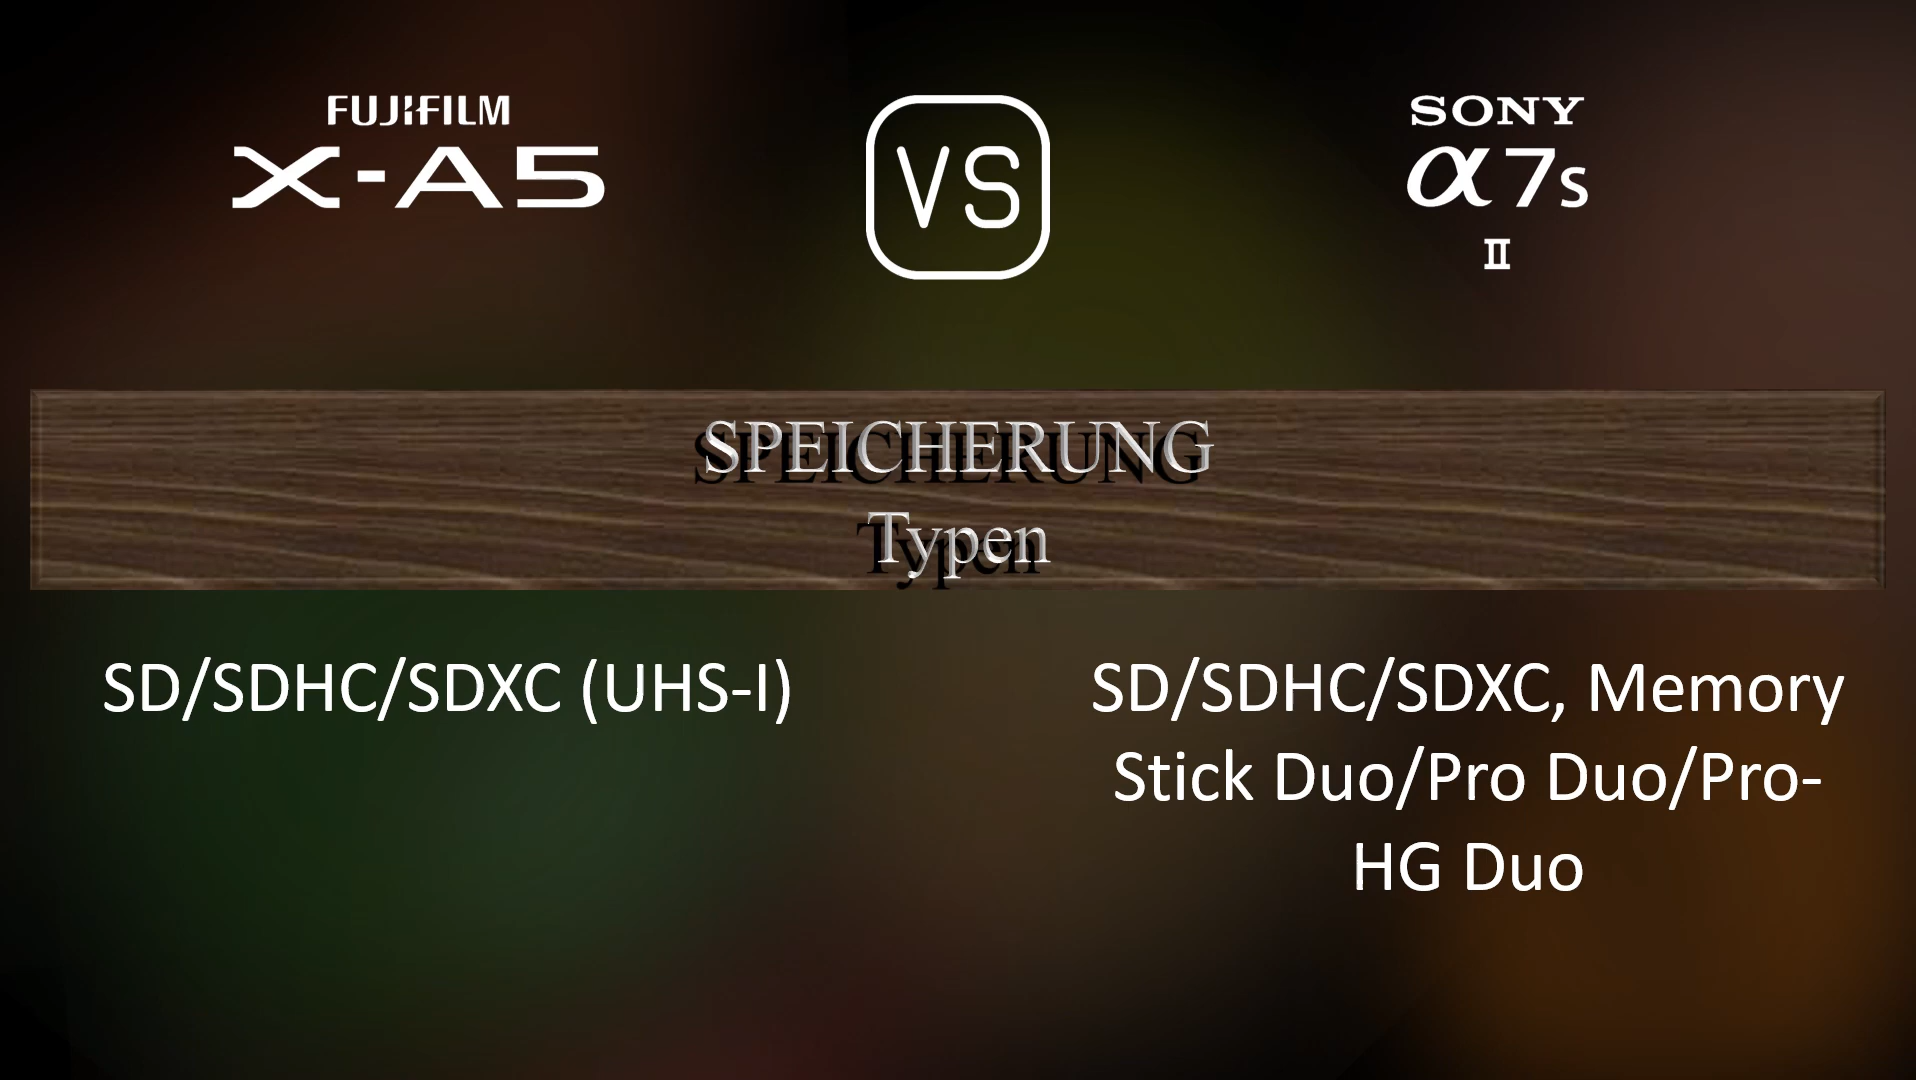 FUJIFILM
X-A5
VS
SONY
α7s
II
SPEICHERUNG
Typen
SD/SDHC/SDXC (UHS-I)
SD/SDHC/SDXC, Memory
Stick Duo/Pro Duo/Pro-
HG Duo